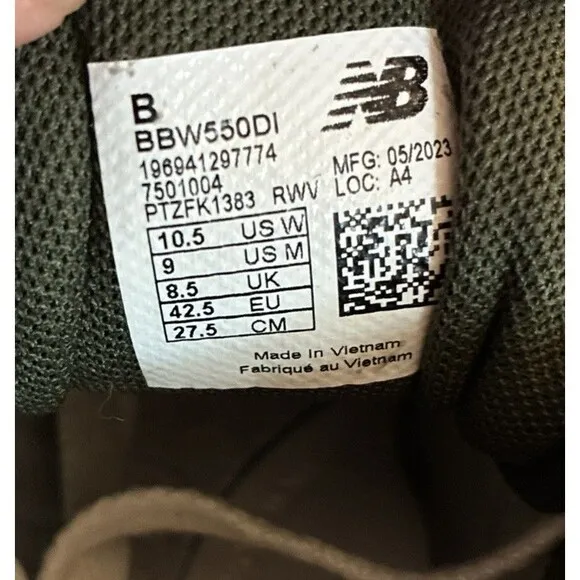 B
BBW550DI
196941297774
7501004
PTZFK1383 RWV
10.5 US W
9 US M
8.5 UK
42.5 EU
27.5 CM
NB
MFG: 05/2023
LOC: A4
Made in Vietnam
Fabriqué au Vietnam